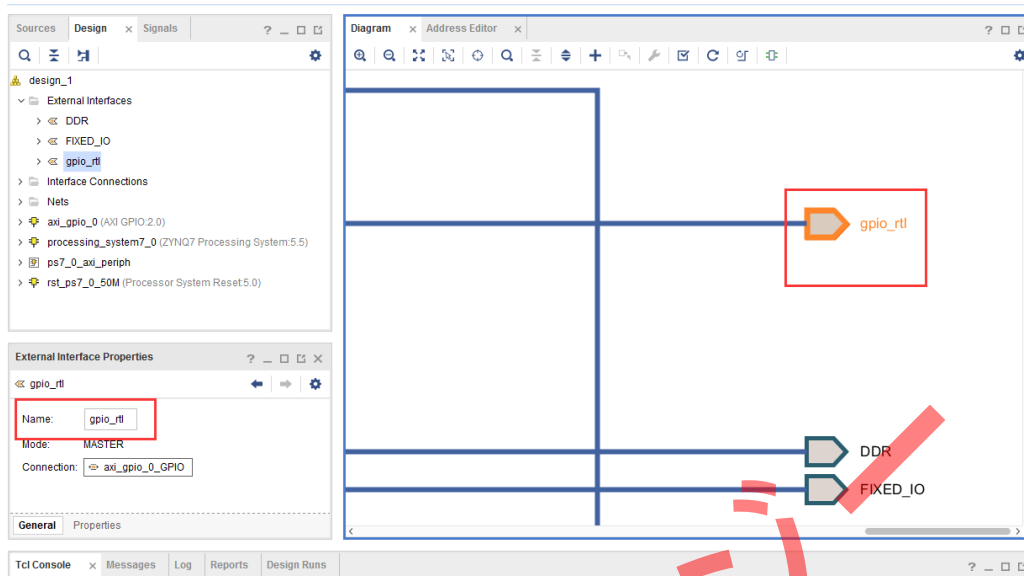 Sources Design Signals
design_1
External Interfaces
DDR
FIXED_IO
gpio_rtl
Interface Connections
Nets
axi_gpio_0 (AXI GPIO:2.0)
processing_system7_0 (ZYNQ7 Processing System:5.5)
ps7_0_axi_periph
rst_ps7_0_50M (Processor System Reset:5.0)
External Interface Properties
gpio_rtl
Name: gpio_rtl
Mode: MASTER
Connection: axi_gpio_0_GPIO
General Properties
Diagram Address Editor
gpio_rtl
DDR
FIXED_IO
Tcl Console Messages Log Reports Design Runs